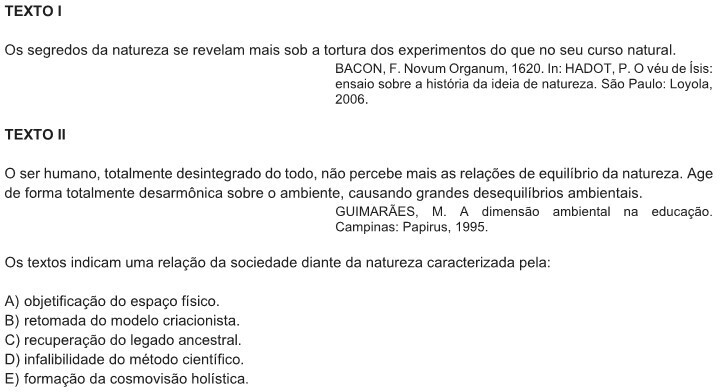 TEXTO I
Os segredos da natureza se revelam mais sob a tortura dos experimentos do que no seu curso natural.
BACON, F. Novum Organum, 1620. In: HADOT, P. O véu de Ísis:
ensaio sobre a história da ideia de natureza. São Paulo: Loyola,
2006.
TEXTO II
O ser humano, totalmente desintegrado do todo, não percebe mais as relações de equilíbrio da natureza. Age
de forma totalmente desarmônica sobre o ambiente, causando grandes desequilíbrios ambientais.
GUIMARÃES, M. A dimensão ambiental na educação.
Campinas: Papirus, 1995.
Os textos indicam uma relação da sociedade diante da natureza caracterizada pela:
A) objetificação do espaço físico.
B) retomada do modelo criacionista.
C) recuperação do legado ancestral.
D) infalibilidade do método científico.
E) formação da cosmovisão holística.